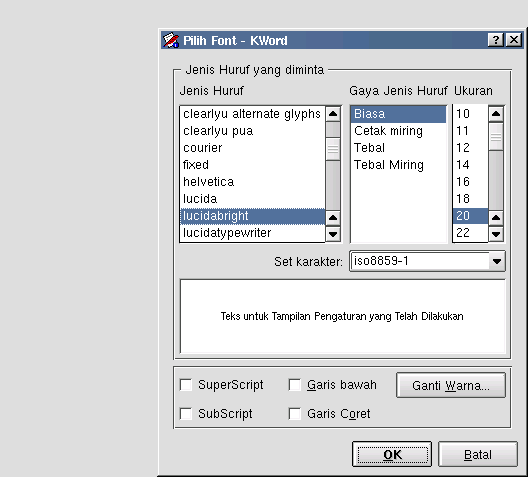 Pilih Font - KWord
Jenis Huruf yang diminta
Jenis Huruf Gaya Jenis Huruf Ukuran
clearlyu alternate glyphs
clearlyu pua
courier
fixed
helvetica
lucida
lucidabright
lucidatypewriter
Biasa
Cetak miring
Tebal
Tebal Miring
10
11
12
14
16
18
20
22
Set karakter: iso8859-1
Teks untuk Tampilan Pengaturan yang Telah Dilakukan
SuperScript Garis bawah Ganti Warna...
SubScript Garis Coret
OK Batal